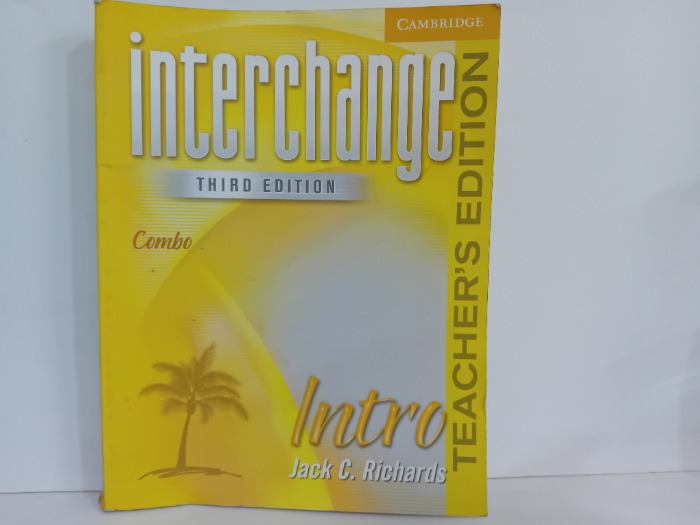 CAMBRIDGE
interchange
THIRD EDITION
TEACHER'S EDITION
Combo
Intro
Jack C. Richards